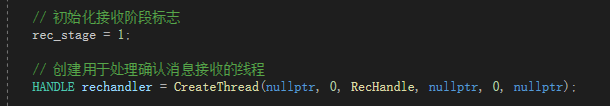 // 初始化接收阶段标志
rec_stage = 1;
// 创建用于处理确认消息接收的线程
HANDLE rechandler = CreateThread(nullptr, 0, RecHandle, nullptr, 0, nullptr);